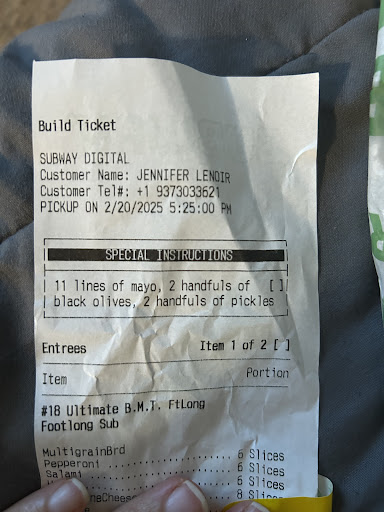 Build Ticket
SUBWAY DIGITAL
Customer Name: JENNIFER LENOIR
Customer Tel#: +1 9373033621
PICKUP ON 2/20/2025 5:25:00 PM
SPECIAL INSTRUCTIONS
11 lines of mayo, 2 handfuls of [ ]
black olives, 2 handfuls of pickles
Entrees Item 1 of 2 [ ]
Item Portion
#18 Ultimate B.M.T. FtLong
Footlong Sub
MultigrainBrd
Pepperoni .................. 6 Slices
Salami ..................... 6 Slices
6 Slices
8 Slices